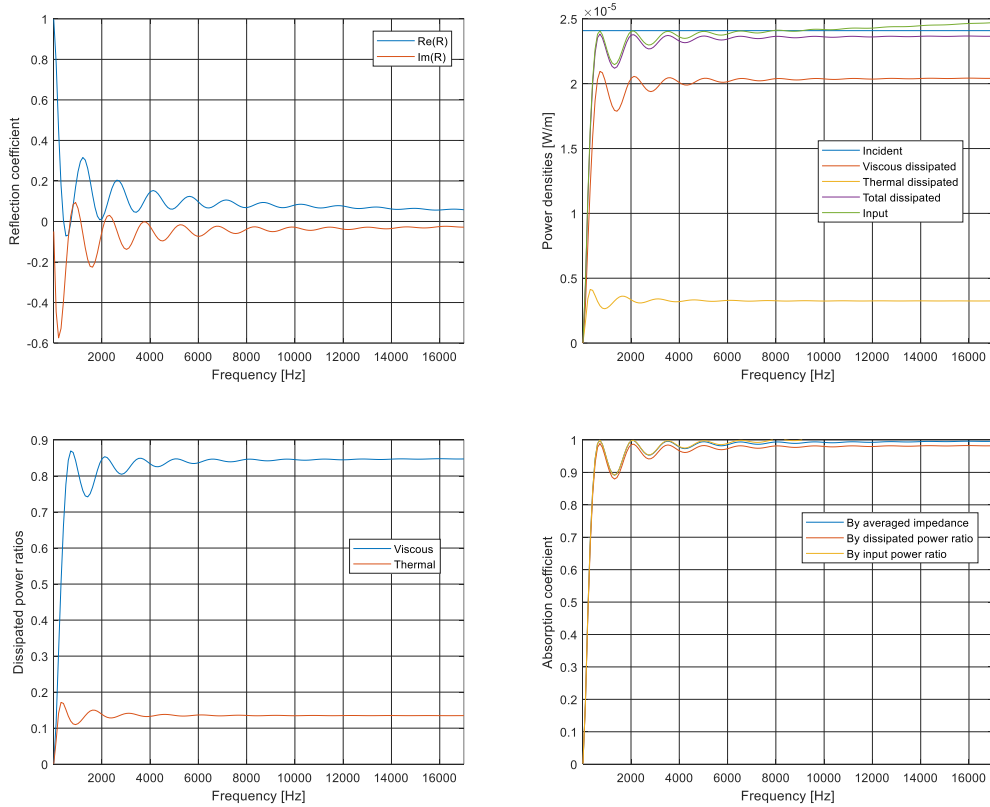 Reflection coefficient
1
0.8
0.6
0.4
0.2
0
-0.2
-0.4
-0.6
2000 4000 6000 8000 10000 12000 14000 16000
Frequency [Hz]
Re(R)
Im(R)
×10⁻⁵
Power densities [W/m]
2.5
2
1.5
1
0.5
0
2000 4000 6000 8000 10000 12000 14000 16000
Frequency [Hz]
Incident
Viscous dissipated
Thermal dissipated
Total dissipated
Input
Dissipated power ratios
0.9
0.8
0.7
0.6
0.5
0.4
0.3
0.2
0.1
0
2000 4000 6000 8000 10000 12000 14000 16000
Frequency [Hz]
Viscous
Thermal
Absorption coefficient
1
0.9
0.8
0.7
0.6
0.5
0.4
0.3
0.2
0.1
0
2000 4000 6000 8000 10000 12000 14000 16000
Frequency [Hz]
By averaged impedance
By dissipated power ratio
By input power ratio